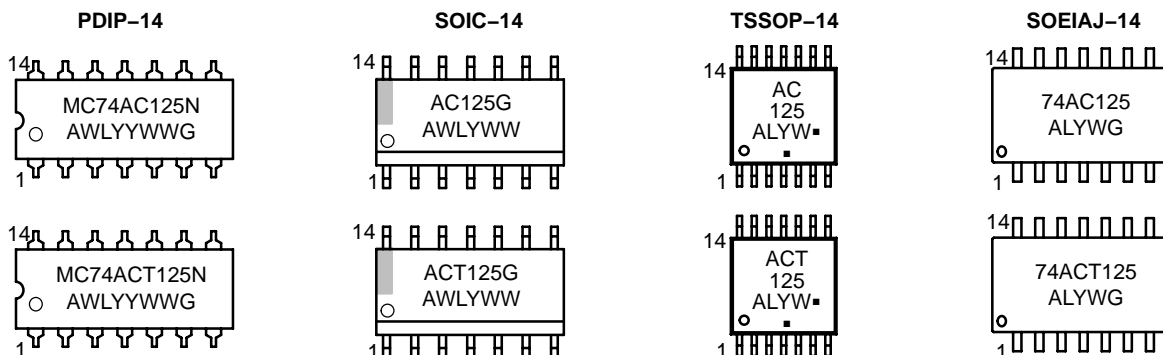 PDIP–14
SOIC–14
TSSOP–14
SOEIAJ–14
14
MC74AC125N
AWLYYWWG
1
14
AC125G
AWLYWW
1
14
AC
125
ALYW▪
▪
1
14
74AC125
ALYWG
1
14
MC74ACT125N
AWLYYWWG
1
14
ACT125G
AWLYWW
1
14
ACT
125
ALYW▪
▪
1
14
74ACT125
ALYWG
1